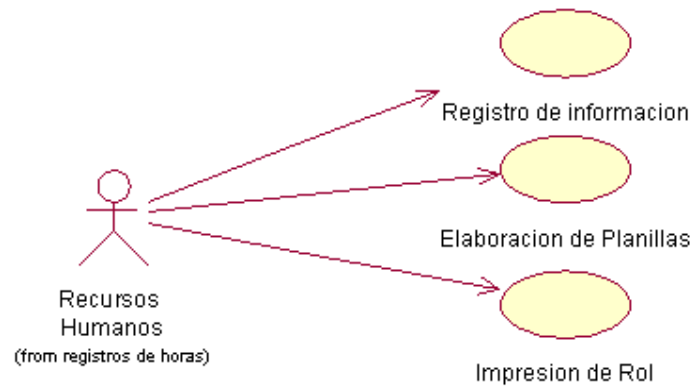 Registro de informacion
Elaboracion de Planillas
Recursos
Humanos
(from registros de horas)
Impresion de Rol